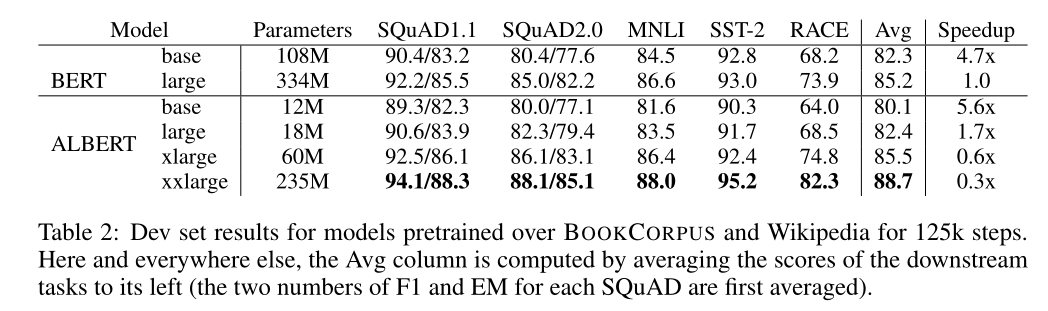 Model Parameters SQuAD1.1 SQuAD2.0 MNLI SST-2 RACE Avg Speedup
base 108M 90.4/83.2 80.4/77.6 84.5 92.8 68.2 82.3 4.7x
BERT large 334M 92.2/85.5 85.0/82.2 86.6 93.0 73.9 85.2 1.0
base 12M 89.3/82.3 80.0/77.1 81.6 90.3 64.0 80.1 5.6x
large 18M 90.6/83.9 82.3/79.4 83.5 91.7 68.5 82.4 1.7x
ALBERT
xlarge 60M 92.5/86.1 86.1/83.1 86.4 92.4 74.8 85.5 0.6x
xxlarge 235M 94.1/88.3 88.1/85.1 88.0 95.2 82.3 88.7 0.3x
Table 2: Dev set results for models pretrained over BOOKCORPUS and Wikipedia for 125k steps.
Here and everywhere else, the Avg column is computed by averaging the scores of the downstream
tasks to its left (the two numbers of F1 and EM for each SQuAD are first averaged).